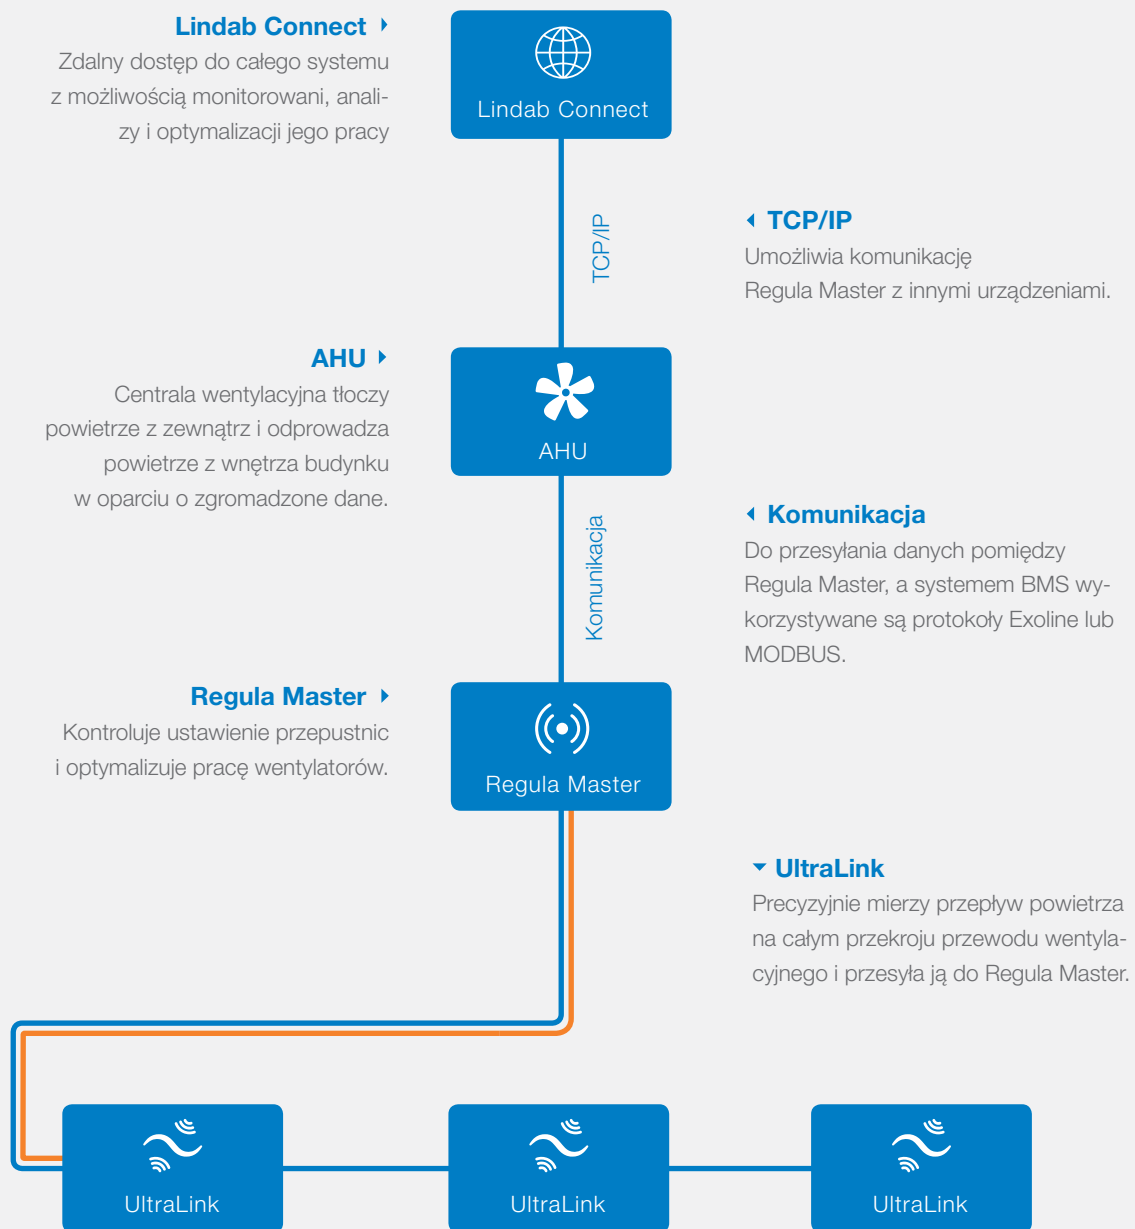 Lindab Connect
Zdalny dostęp do całego systemu
z możliwością monitorowani, anali-
zy i optymalizacji jego pracy
Lindab Connect
TCP/IP
TCP/IP
Umożliwia komunikację
Regula Master z innymi urządzeniami.
AHU
Centrala wentylacyjna tłoczy
powietrze z zewnątrz i odprowadza
powietrze z wnętrza budynku
w oparciu o zgromadzone dane.
AHU
Komunikacja
Komunikacja
Do przesyłania danych pomiędzy
Regula Master, a systemem BMS wy-
korzystywane są protokoły Exoline lub
MODBUS.
Regula Master
Kontroluje ustawienie przepustnic
i optymalizuje pracę wentylatorów.
Regula Master
UltraLink
Precyzyjnie mierzy przepływ powietrza
na całym przekroju przewodu wentyla-
cyjnego i przesyła ją do Regula Master.
UltraLink
UltraLink
UltraLink